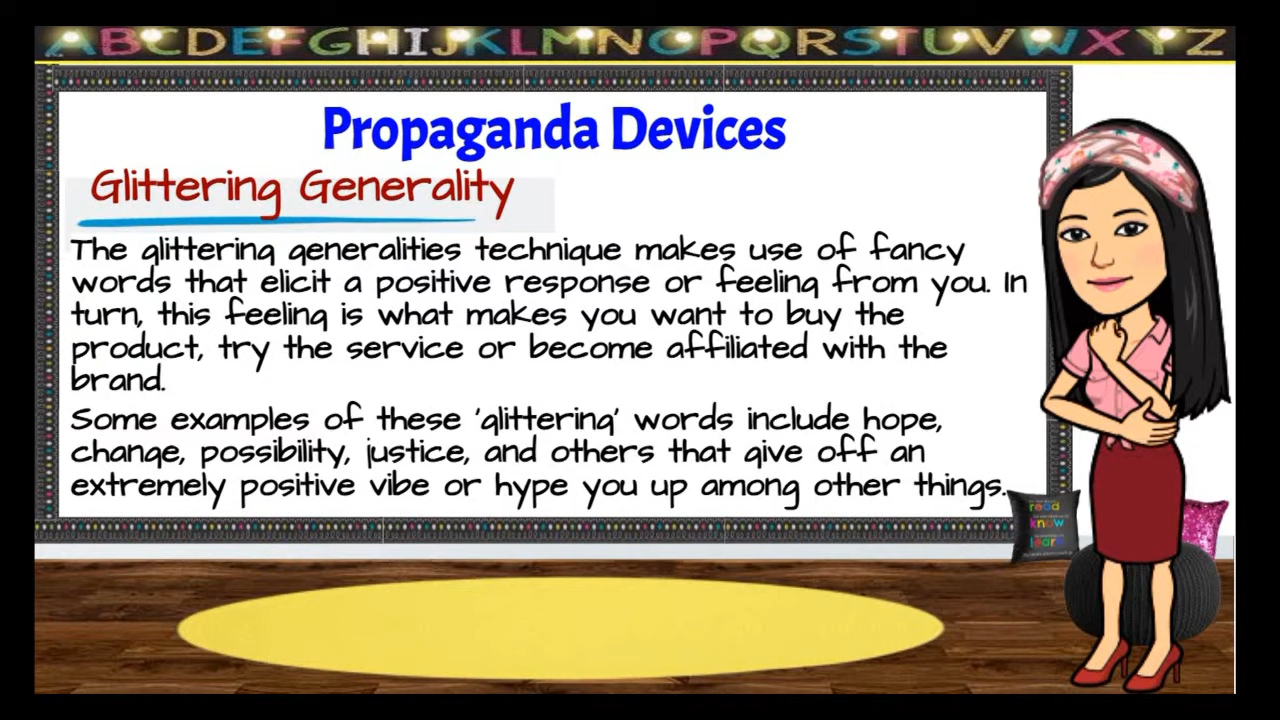 ABCDEFGHIJKLMNOPQRSTUVWXYZ
Propaganda Devices
Glittering Generality
The glittering generalities technique makes use of fancy
words that elicit a positive response or feeling from you. In
turn, this feeling is what makes you want to buy the
product, try the service or become affiliated with the
brand.
Some examples of these 'glittering' words include hope,
change, possibility, justice, and others that give off an
extremely positive vibe or hype you up among other things.
read
know
learn